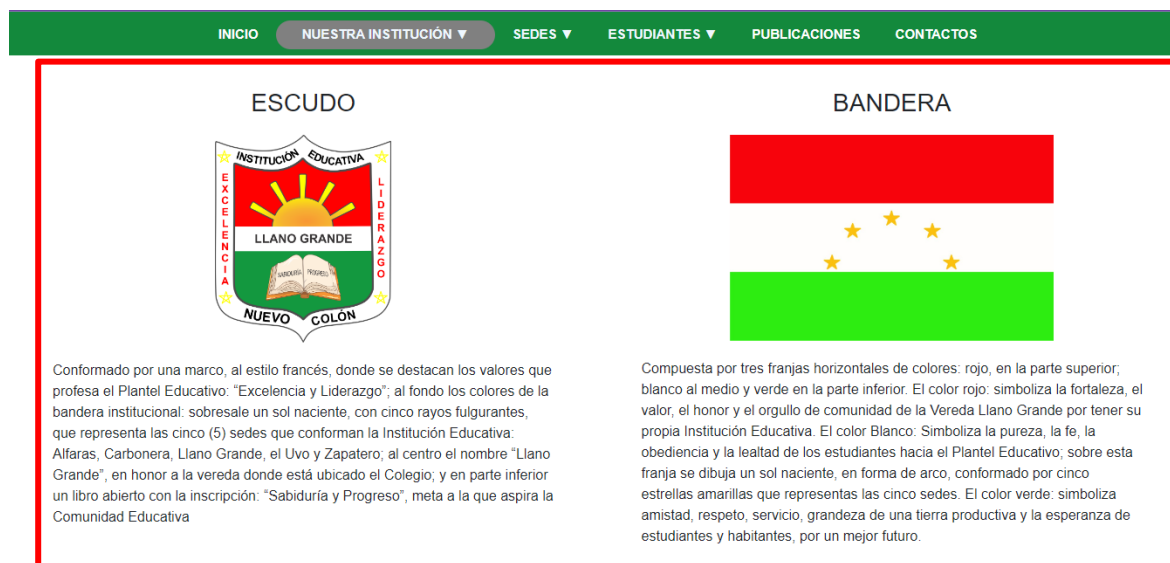 INICIO NUESTRA INSTITUCIÓN ▼ SEDES ▼ ESTUDIANTES ▼ PUBLICACIONES CONTACTOS
ESCUDO
INSTITUCIÓN EDUCATIVA
EXCELENCIA
LIDERAZGO
LLANO GRANDE
SABIDURÍA PROGRESO
NUEVO COLÓN
Conformado por una marco, al estilo francés, donde se destacan los valores que
profesa el Plantel Educativo: “Excelencia y Liderazgo”; al fondo los colores de la
bandera institucional: sobresale un sol naciente, con cinco rayos fulgurantes,
que representa las cinco (5) sedes que conforman la Institución Educativa:
Alfaras, Carbonera, Llano Grande, el Uvo y Zapatero; al centro el nombre “Llano
Grande”, en honor a la vereda donde está ubicado el Colegio; y en parte inferior
un libro abierto con la inscripción: “Sabiduría y Progreso”, meta a la que aspira la
Comunidad Educativa
BANDERA
Compuesta por tres franjas horizontales de colores: rojo, en la parte superior;
blanco al medio y verde en la parte inferior. El color rojo: simboliza la fortaleza, el
valor, el honor y el orgullo de comunidad de la Vereda Llano Grande por tener su
propia Institución Educativa. El color Blanco: Simboliza la pureza, la fe, la
obediencia y la lealtad de los estudiantes hacia el Plantel Educativo; sobre esta
franja se dibuja un sol naciente, en forma de arco, conformado por cinco
estrellas amarillas que representas las cinco sedes. El color verde: simboliza
amistad, respeto, servicio, grandeza de una tierra productiva y la esperanza de
estudiantes y habitantes, por un mejor futuro.